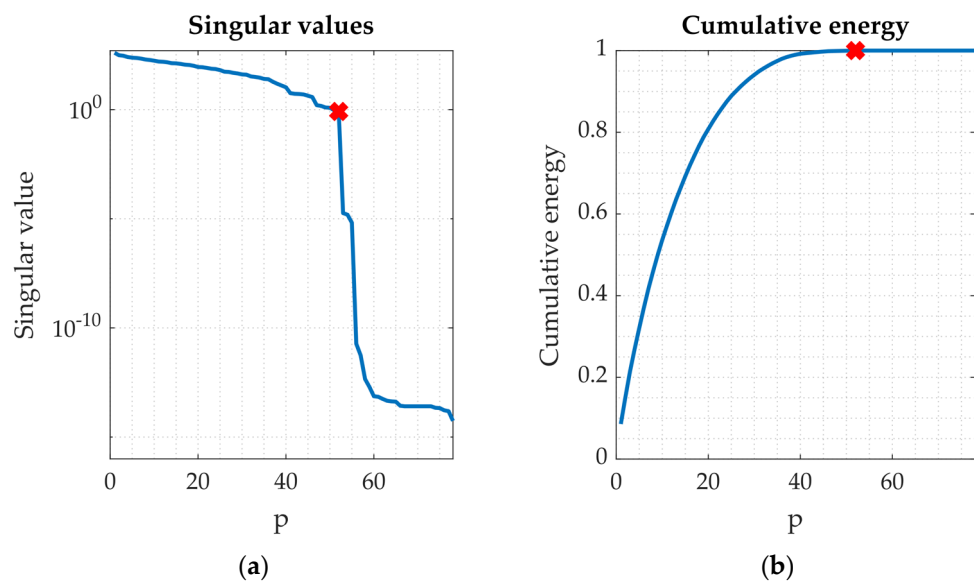 Singular values
Singular value
10^0
10^-10
0
20
40
60
p
(a)
Cumulative energy
Cumulative energy
1
0.8
0.6
0.4
0.2
0
0
20
40
60
p
(b)